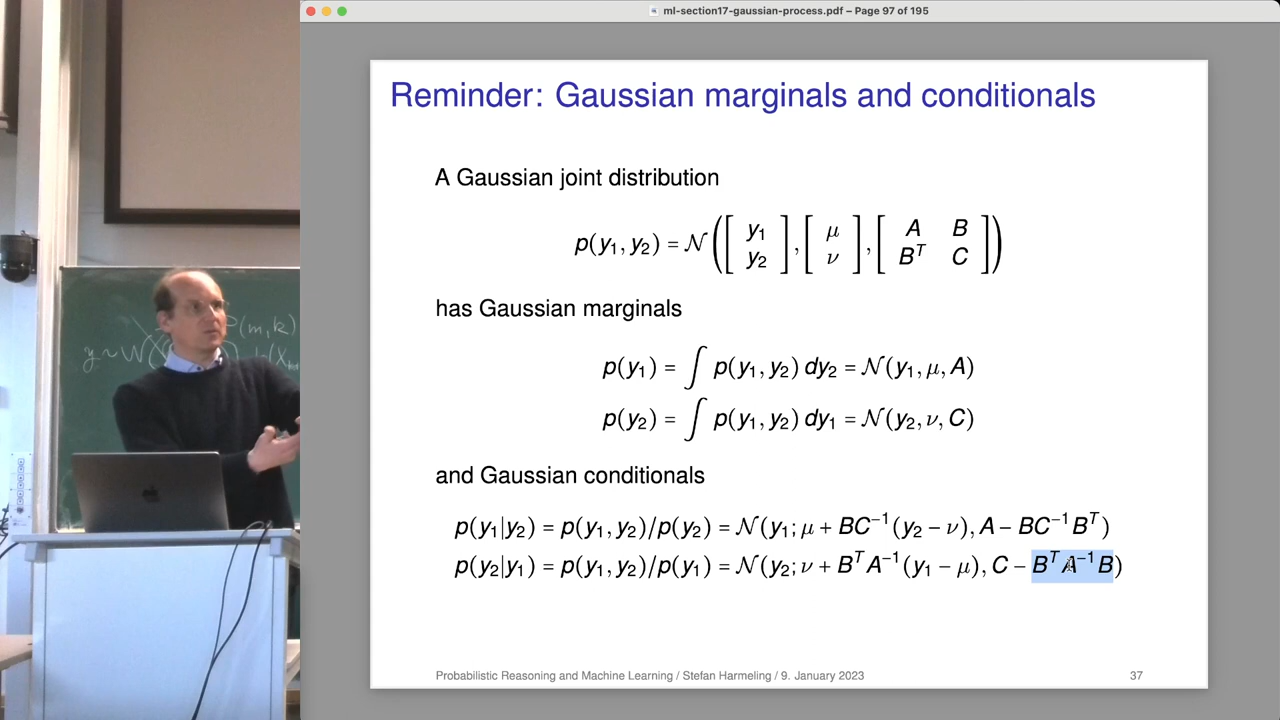 ml-section17-gaussian-process.pdf – Page 97 of 195
Reminder: Gaussian marginals and conditionals
A Gaussian joint distribution
p(y₁, y₂) = 𝒩([y₁ y₂], [μ ν], [A B Bᵀ C])
has Gaussian marginals
p(y₁) = ∫ p(y₁, y₂) dy₂ = 𝒩(y₁, μ, A)
p(y₂) = ∫ p(y₁, y₂) dy₁ = 𝒩(y₂, ν, C)
and Gaussian conditionals
p(y₁|y₂) = p(y₁, y₂)/p(y₂) = 𝒩(y₁; μ + BC⁻¹(y₂ − ν), A − BC⁻¹Bᵀ)
p(y₂|y₁) = p(y₁, y₂)/p(y₁) = 𝒩(y₂; ν + BᵀA⁻¹(y₁ − μ), C − BᵀA⁻¹B)
Probabilistic Reasoning and Machine Learning / Stefan Harmeling / 9. January 2023
37
(m, k)
y ~ N